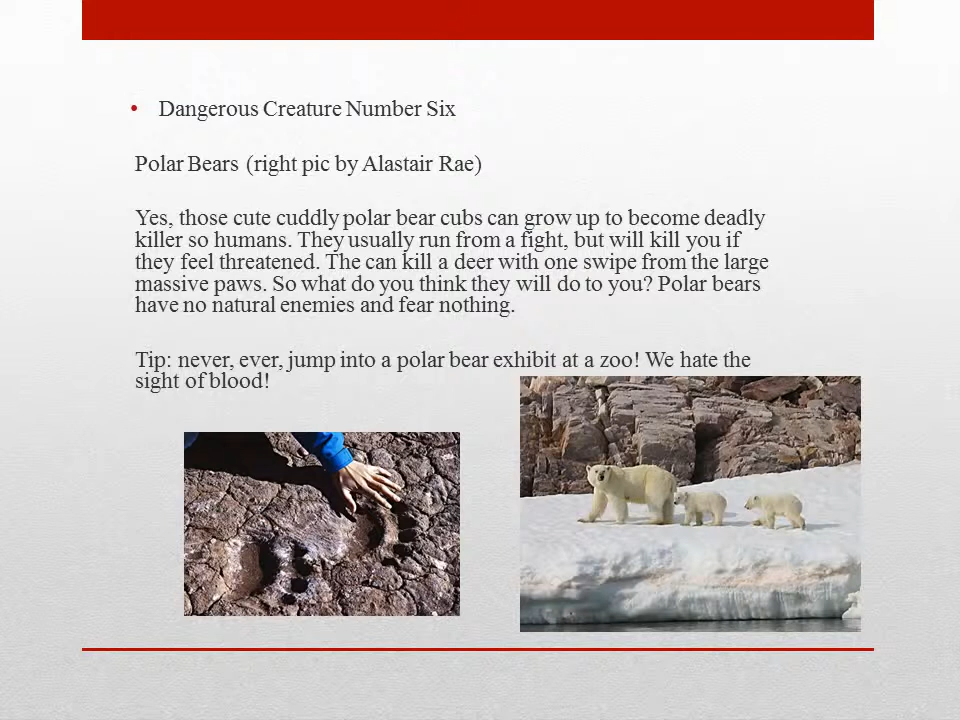 • Dangerous Creature Number Six
Polar Bears (right pic by Alastair Rae)
Yes, those cute cuddly polar bear cubs can grow up to become deadly
killer so humans. They usually run from a fight, but will kill you if
they feel threatened. The can kill a deer with one swipe from the large
massive paws. So what do you think they will do to you? Polar bears
have no natural enemies and fear nothing.
Tip: never, ever, jump into a polar bear exhibit at a zoo! We hate the
sight of blood!